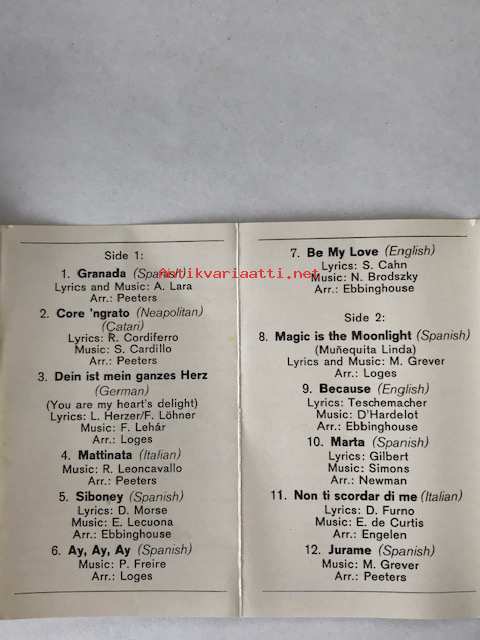 Side 1:
1. Granada (Spanish)
Lyrics and Music: A. Lara
Arr.: Peeters
2. Core 'ngrato (Neapolitan)
(Catari)
Lyrics: R. Cordiferro
Music: S. Cardillo
Arr.: Peeters
3. Dein ist mein ganzes Herz
(German)
(You are my heart's delight)
Lyrics: L. Herzer/F. Löhner
Music: F. Lehár
Arr.: Loges
4. Mattinata (Italian)
Music: R. Leoncavallo
Arr.: Peeters
5. Siboney (Spanish)
Lyrics: D. Morse
Music: E. Lecuona
Arr.: Ebbinghouse
6. Ay, Ay, Ay (Spanish)
Music: P. Freire
Arr.: Loges
7. Be My Love (English)
Lyrics: S. Cahn
Music: N. Brodszky
Arr.: Ebbinghouse
Side 2:
8. Magic is the Moonlight (Spanish)
(Muñequita Linda)
Lyrics and Music: M. Grever
Arr.: Loges
9. Because (English)
Lyrics: Teschemacher
Music: D'Hardelot
Arr.: Ebbinghouse
10. Marta (Spanish)
Lyrics: Gilbert
Music: Simons
Arr.: Newman
11. Non ti scordar di me (Italian)
Lyrics: D. Furno
Music: E. de Curtis
Arr.: Engelen
12. Jurame (Spanish)
Music: M. Grever
Arr.: Peeters
antikvariaatti.net